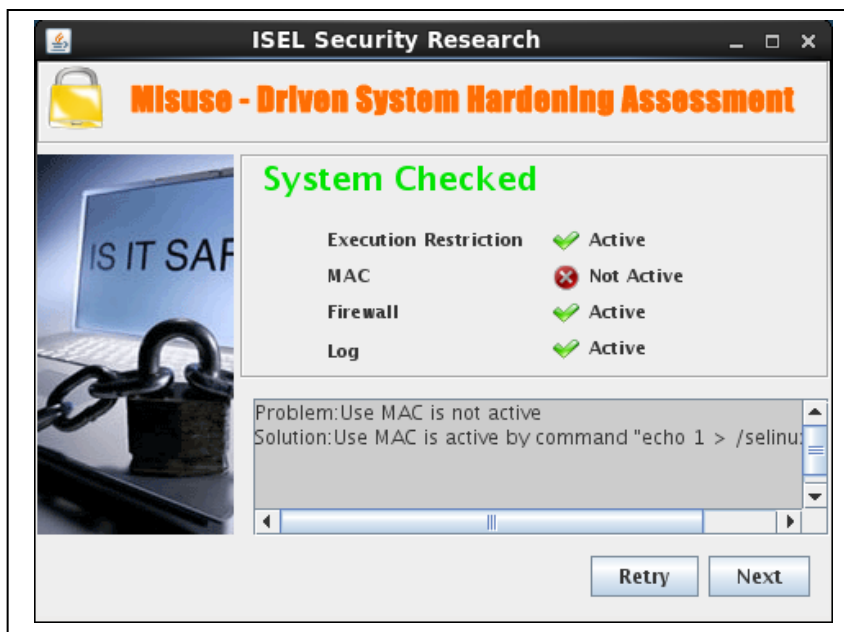 ISEL Security Research
Misuse - Driven System Hardening Assessment
IS IT SAF
System Checked
Execution Restriction Active
MAC Not Active
Firewall Active
Log Active
Problem:Use MAC is not active
Solution:Use MAC is active by command "echo 1 > /selinu
Retry Next